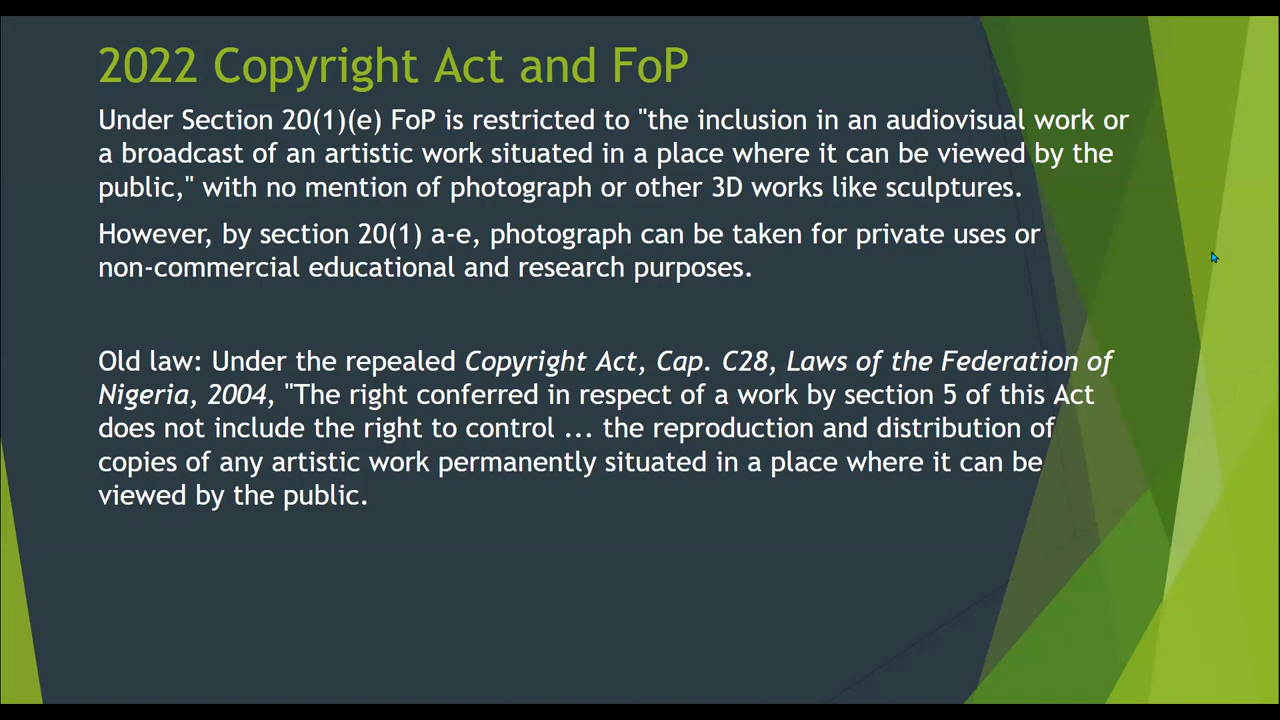 2022 Copyright Act and FoP
Under Section 20(1)(e) FoP is restricted to "the inclusion in an audiovisual work or
a broadcast of an artistic work situated in a place where it can be viewed by the
public," with no mention of photograph or other 3D works like sculptures.
However, by section 20(1) a-e, photograph can be taken for private uses or
non-commercial educational and research purposes.
Old law: Under the repealed Copyright Act, Cap. C28, Laws of the Federation of
Nigeria, 2004, "The right conferred in respect of a work by section 5 of this Act
does not include the right to control ... the reproduction and distribution of
copies of any artistic work permanently situated in a place where it can be
viewed by the public.